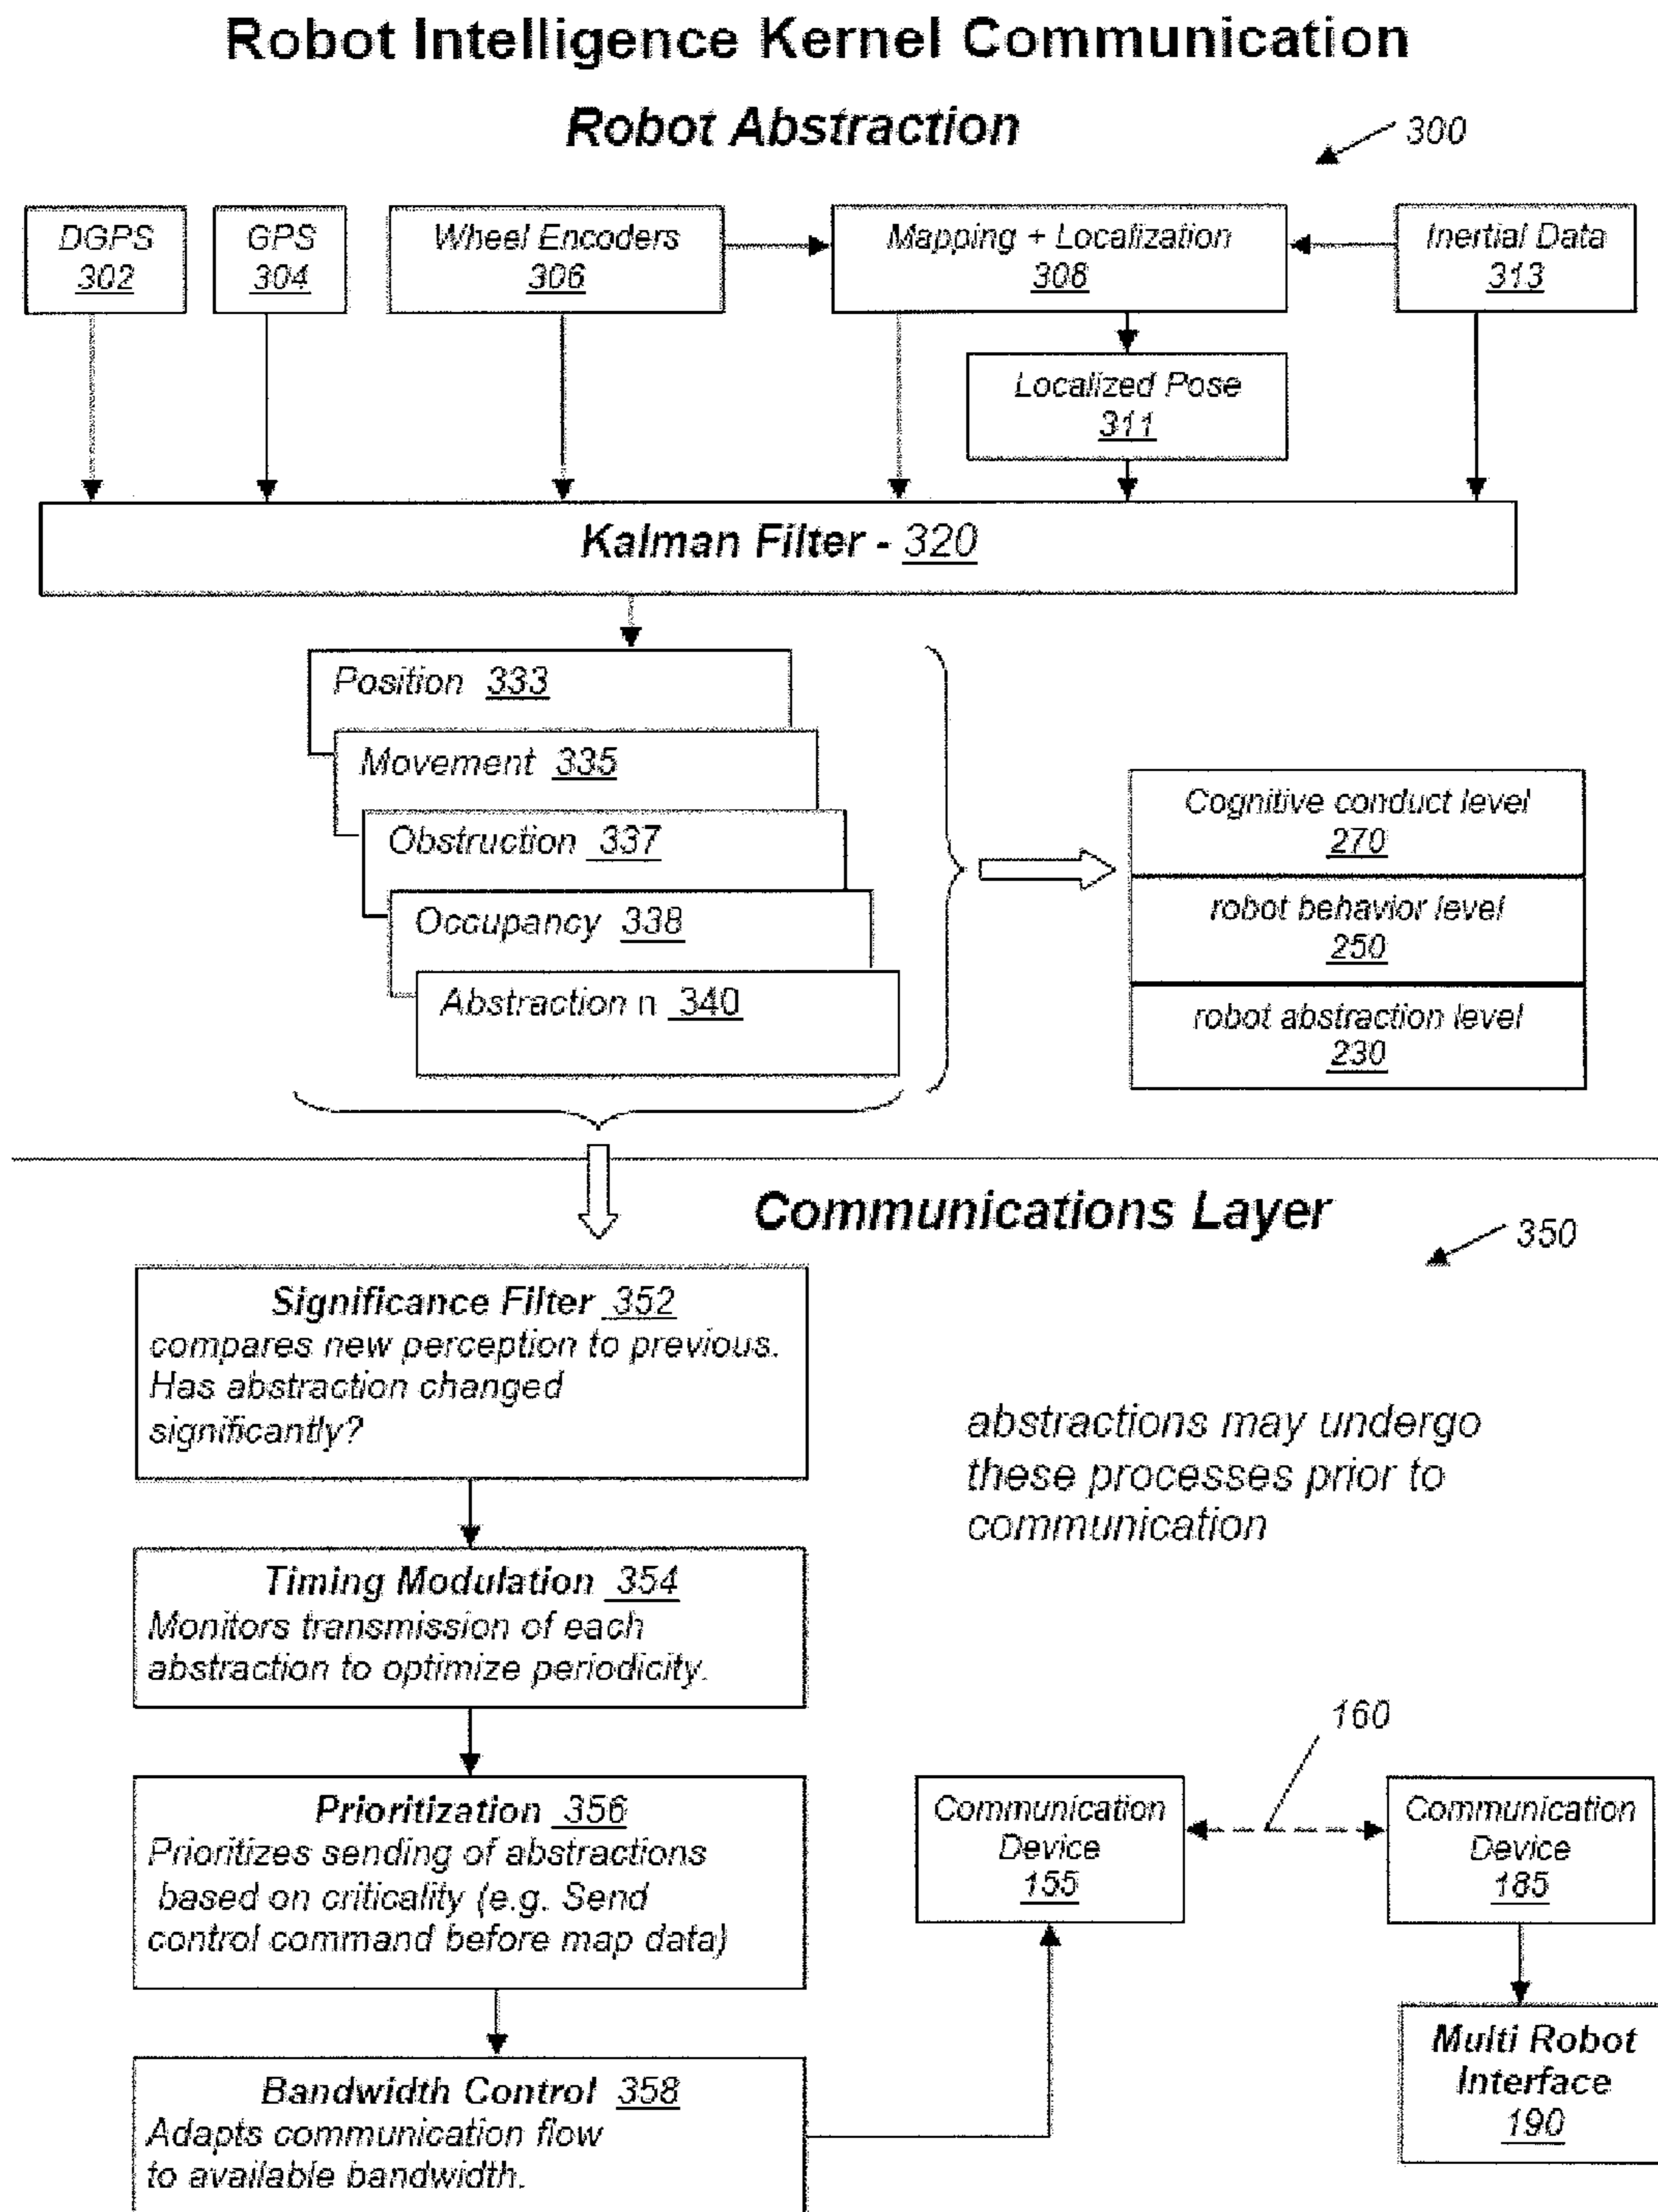 Robot Intelligence Kernel Communication
Robot Abstraction
300
DGPS
302
GPS
304
Wheel Encoders
306
Mapping + Localization
308
Inertial Data
313
Localized Pose
311
Kalman Filter - 320
Position 333
Movement 335
Obstruction 337
Occupancy 338
Abstraction n 340
Cognitive conduct level
270
robot behavior level
250
robot abstraction level
230
Communications Layer
350
Significance Filter 352
compares new perception to previous.
Has abstraction changed
significantly?
abstractions may undergo
these processes prior to
communication
Timing Modulation 354
Monitors transmission of each
abstraction to optimize periodicity.
Prioritization 356
Prioritizes sending of abstractions
based on criticality (e.g. Send
control command before map data)
Bandwidth Control 358
Adapts communication flow
to available bandwidth.
160
Communication
Device
155
Communication
Device
185
Multi Robot
Interface
190